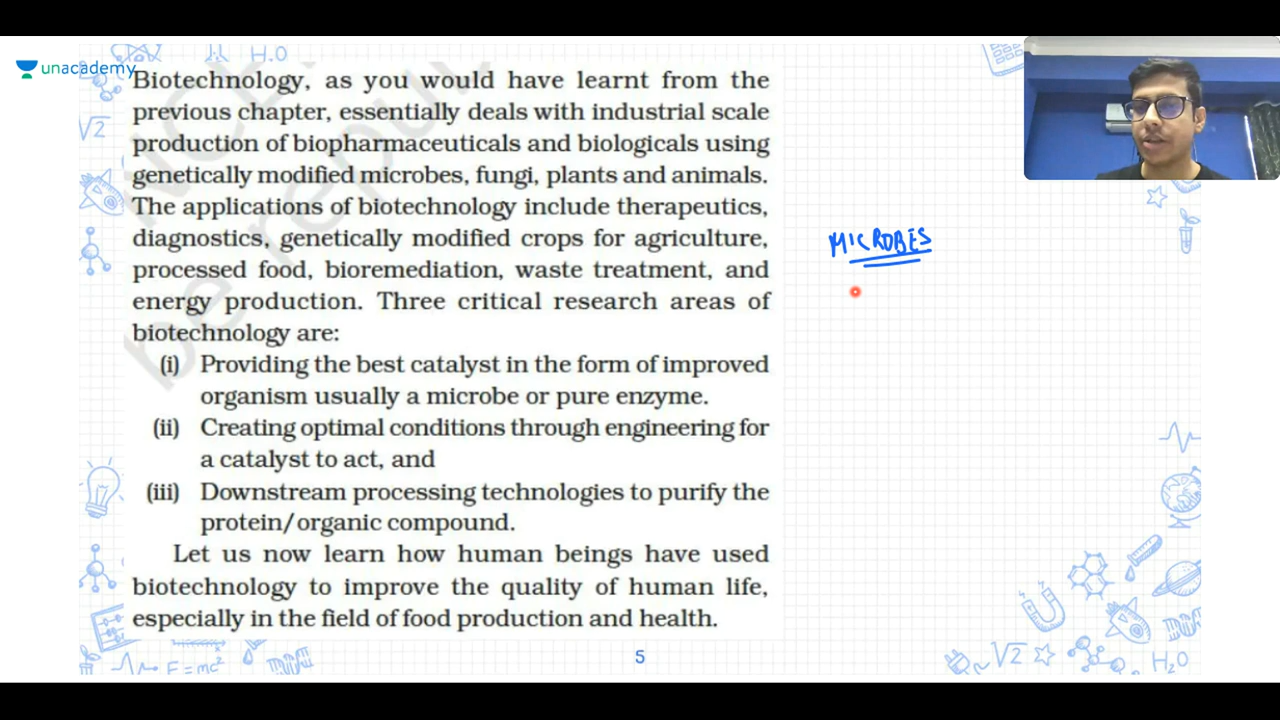 unacademy
H2O
Biotechnology, as you would have learnt from the
previous chapter, essentially deals with industrial scale
production of biopharmaceuticals and biologicals using
genetically modified microbes, fungi, plants and animals.
The applications of biotechnology include therapeutics,
diagnostics, genetically modified crops for agriculture,
processed food, bioremediation, waste treatment, and
energy production. Three critical research areas of
biotechnology are:
(i) Providing the best catalyst in the form of improved
organism usually a microbe or pure enzyme.
(ii) Creating optimal conditions through engineering for
a catalyst to act, and
(iii) Downstream processing technologies to purify the
protein/organic compound.
Let us now learn how human beings have used
biotechnology to improve the quality of human life,
especially in the field of food production and health.
MICROBES
√2
F=mc²
5
√2
H₂O